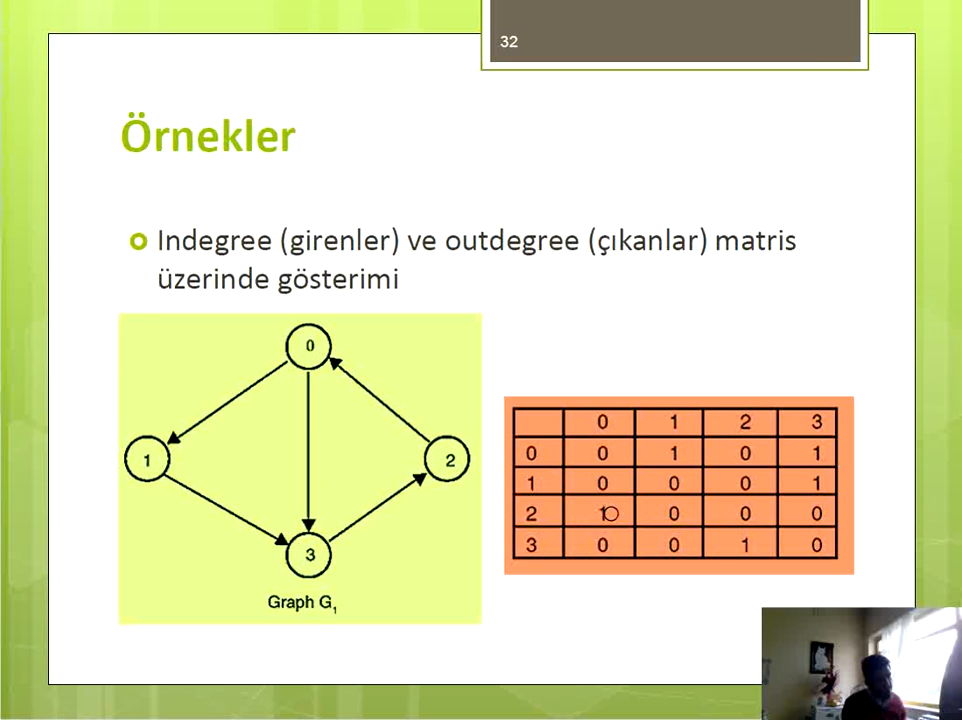 32
Örnekler
Indegree (girenler) ve outdegree (çıkanlar) matris
üzerinde gösterimi
0
1
2
3
Graph G1
0 1 2 3
0 0 1 0 1
1 0 0 0 1
2 1 0 0 0
3 0 0 1 0